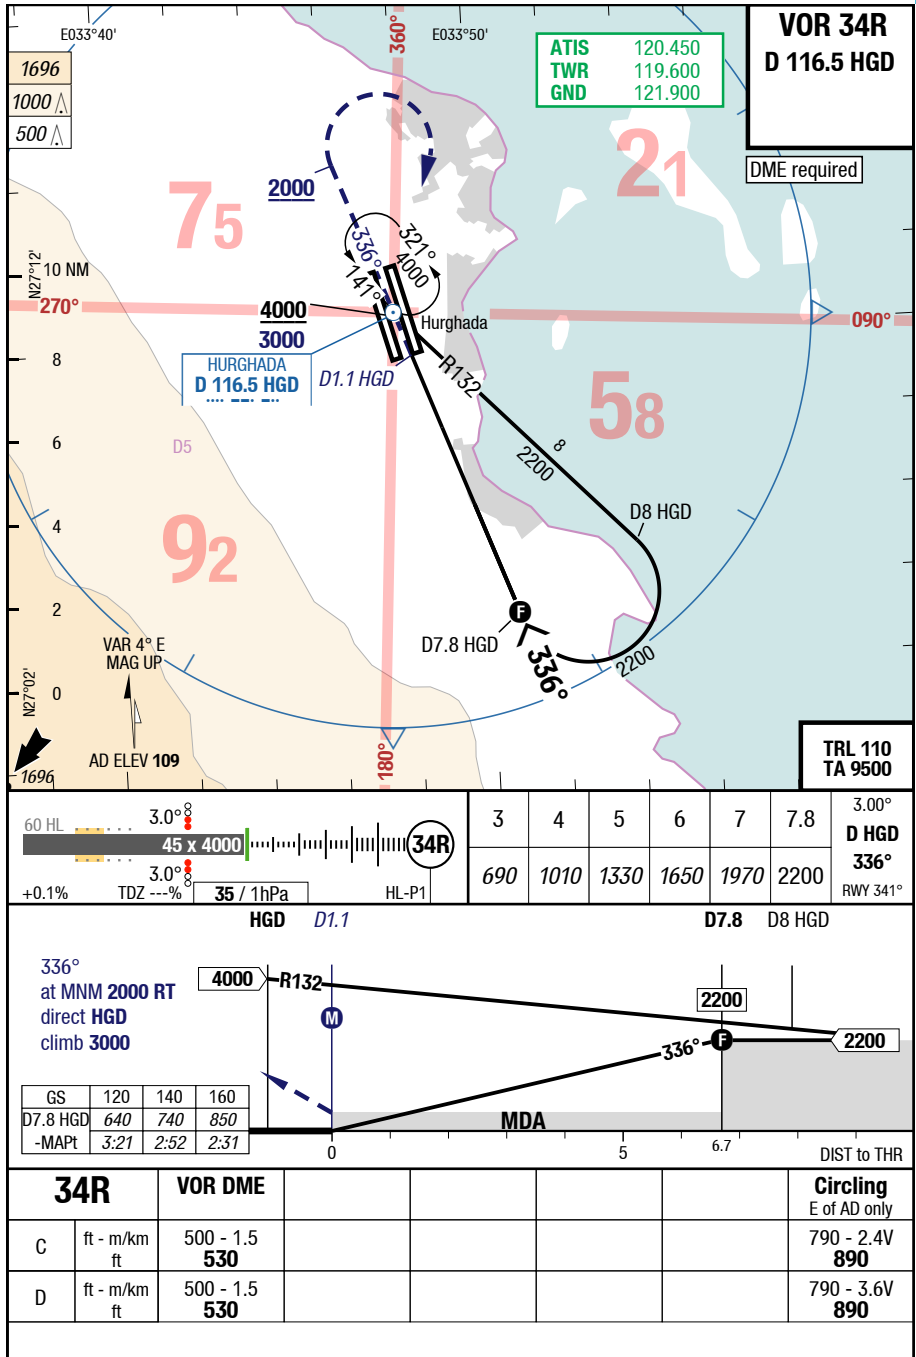 E033°40'
360°
E033°50'
VOR 34R
D 116.5 HGD
ATIS 120.450
TWR 119.600
GND 121.900
1696
1000
500
DME required
21
75
2000
336°
321°
4000
141°
N27°12'
10 NM
270°
4000
3000
Hurghada
090°
HURGHADA
D 116.5 HGD
D1.1 HGD
R132
8
58
6
D5
8
2200
D8 HGD
4
92
2
D7.8 HGD
F
336°
2200
VAR 4° E
MAG UP
N27°02'
0
AD ELEV 109
1696
180°
TRL 110
TA 9500
60 HL
3.0°
45 x 4000
34R
3.0°
+0.1%
TDZ ---%
35 / 1hPa
HL-P1
3 4 5 6 7 7.8
690 1010 1330 1650 1970 2200
3.00°
D HGD
336°
RWY 341°
HGD D1.1 D7.8 D8 HGD
336°
at MNM 2000 RT
direct HGD
climb 3000
4000
R132
M
2200
F
336°
2200
GS 120 140 160
D7.8 HGD 640 740 850
-MAPt 3:21 2:52 2:31
MDA
0 5 6.7
DIST to THR
34R VOR DME Circling
E of AD only
C ft - m/km 500 - 1.5 790 - 2.4V
ft 530 890
D ft - m/km 500 - 1.5 790 - 3.6V
ft 530 890